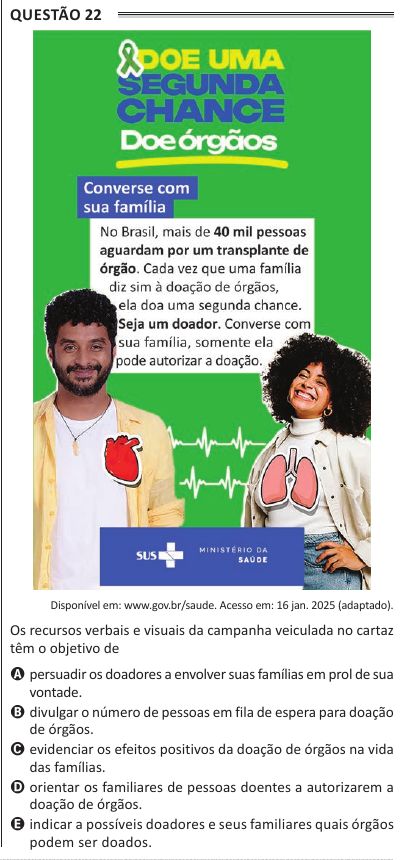 QUESTÃO 22
DOE UMA
SEGUNDA
CHANCE
Doe órgãos
Converse com
sua família
No Brasil, mais de 40 mil pessoas
aguardam por um transplante de
órgão. Cada vez que uma família
diz sim à doação de órgãos,
ela doa uma segunda chance.
Seja um doador. Converse com
sua família, somente ela
pode autorizar a doação.
SUS
MINISTÉRIO DA
SAÚDE
Disponível em: www.gov.br/saude. Acesso em: 16 jan. 2025 (adaptado).
Os recursos verbais e visuais da campanha veiculada no cartaz
têm o objetivo de
A persuadir os doadores a envolver suas famílias em prol de sua
vontade.
B divulgar o número de pessoas em fila de espera para doação
de órgãos.
C evidenciar os efeitos positivos da doação de órgãos na vida
das famílias.
D orientar os familiares de pessoas doentes a autorizarem a
doação de órgãos.
E indicar a possíveis doadores e seus familiares quais órgãos
podem ser doados.